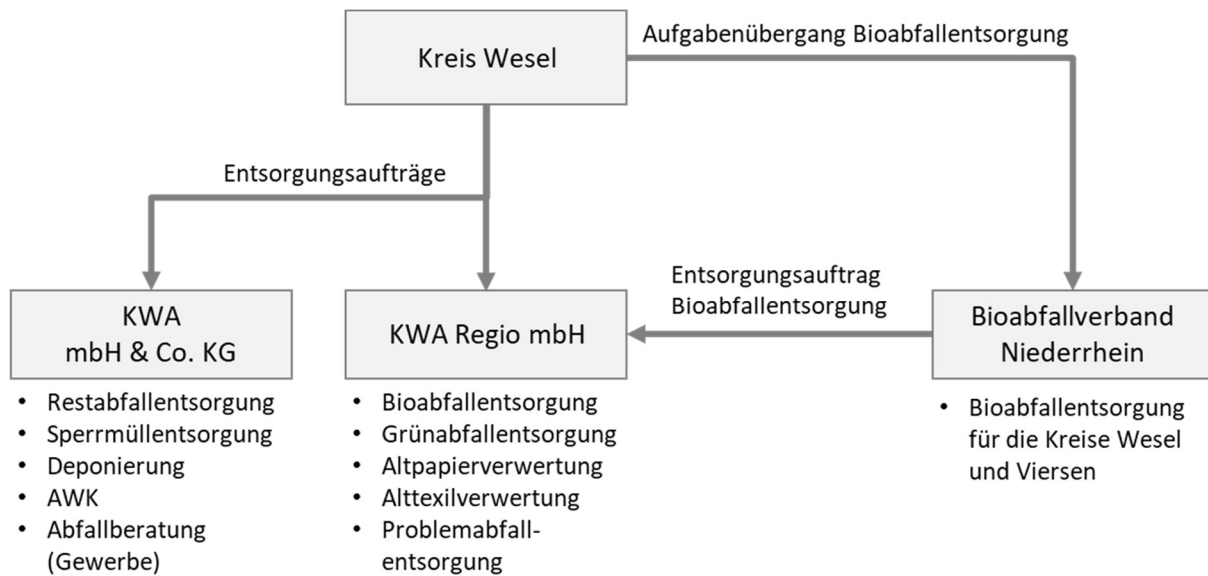 Aufgabenübergang Bioabfallentsorgung
Kreis Wesel
Entsorgungsaufträge
Entsorgungsauftrag
Bioabfallentsorgung
KWA
mbH & Co. KG
KWA Regio mbH
Bioabfallverband
Niederrhein
• Restabfallentsorgung
• Sperrmüllentsorgung
• Deponierung
• AWK
• Abfallberatung
(Gewerbe)
• Bioabfallentsorgung
• Grünabfallentsorgung
• Altpapierverwertung
• Alttexilverwertung
• Problemabfall-
entsorgung
• Bioabfallentsorgung
für die Kreise Wesel
und Viersen